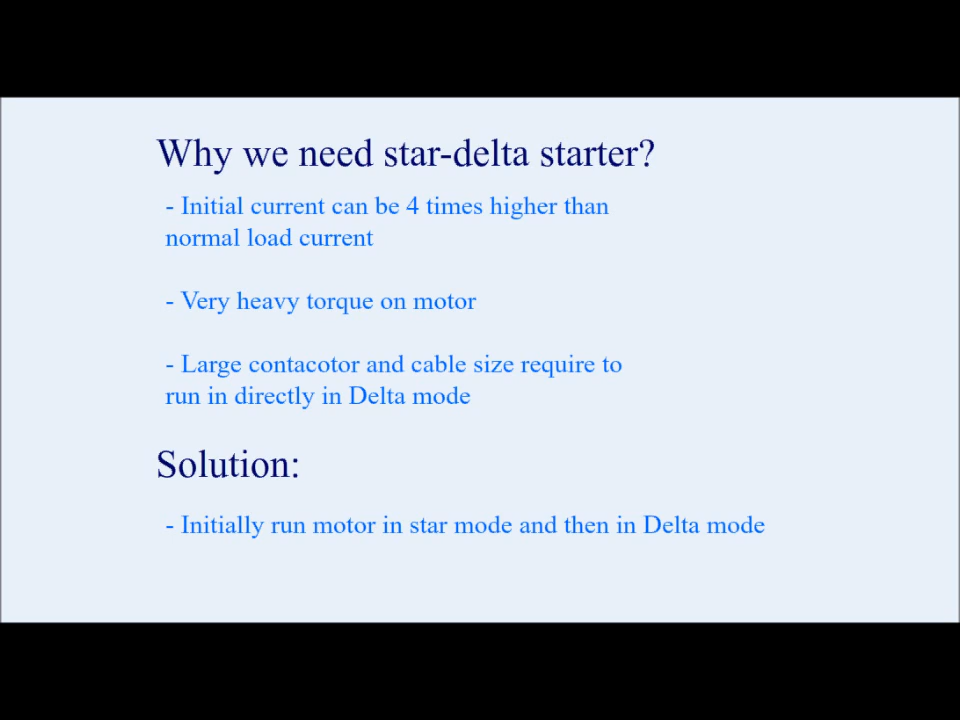 Why we need star-delta starter?
- Initial current can be 4 times higher than
normal load current
- Very heavy torque on motor
- Large contacotor and cable size require to
run in directly in Delta mode
Solution:
- Initially run motor in star mode and then in Delta mode